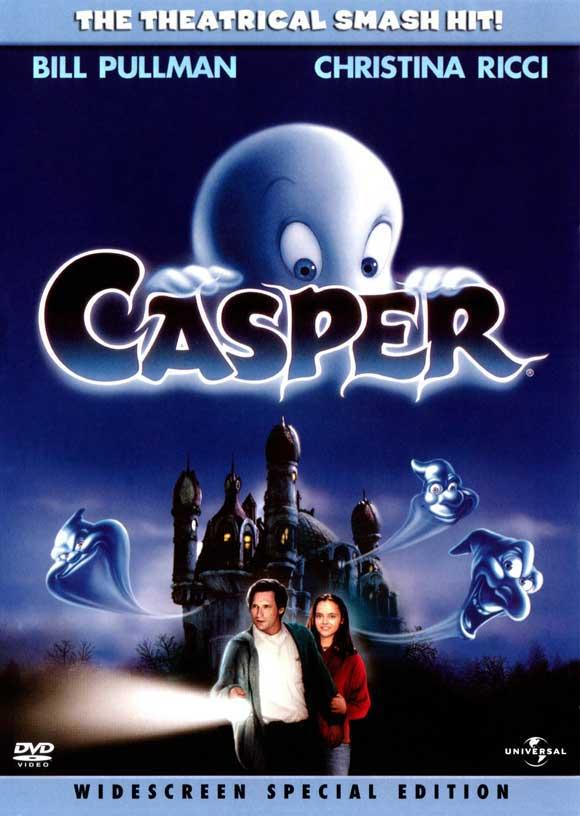 THE THEATRICAL SMASH HIT!
BILL PULLMAN CHRISTINA RICCI
CASPER®
DVD
VIDEO
UNIVERSAL
WIDESCREEN SPECIAL EDITION